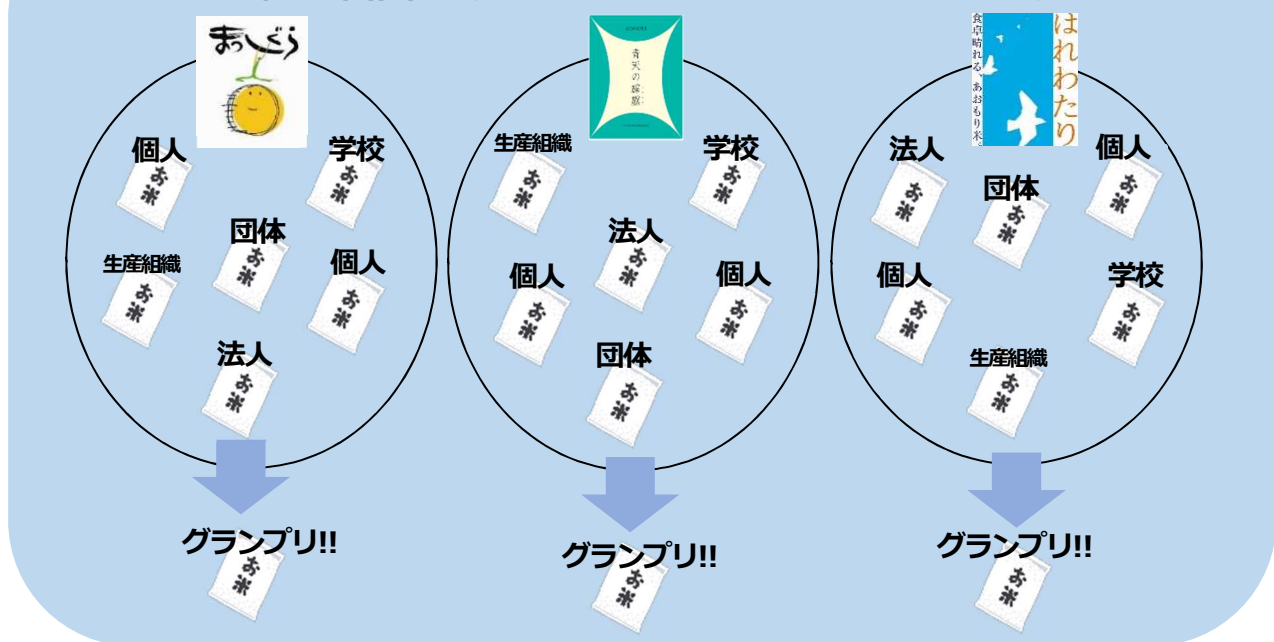 まっしぐら
個人
お米
学校
お米
団体
お米
生産組織
お米
個人
お米
法人
お米
グランプリ!!
お米
青天の霹靂
生産組織
お米
学校
お米
法人
お米
個人
お米
個人
お米
団体
お米
グランプリ!!
お米
はれわたり
食卓晴れる、あおもり米。
法人
お米
団体
お米
個人
お米
個人
お米
学校
お米
生産組織
お米
グランプリ!!
お米